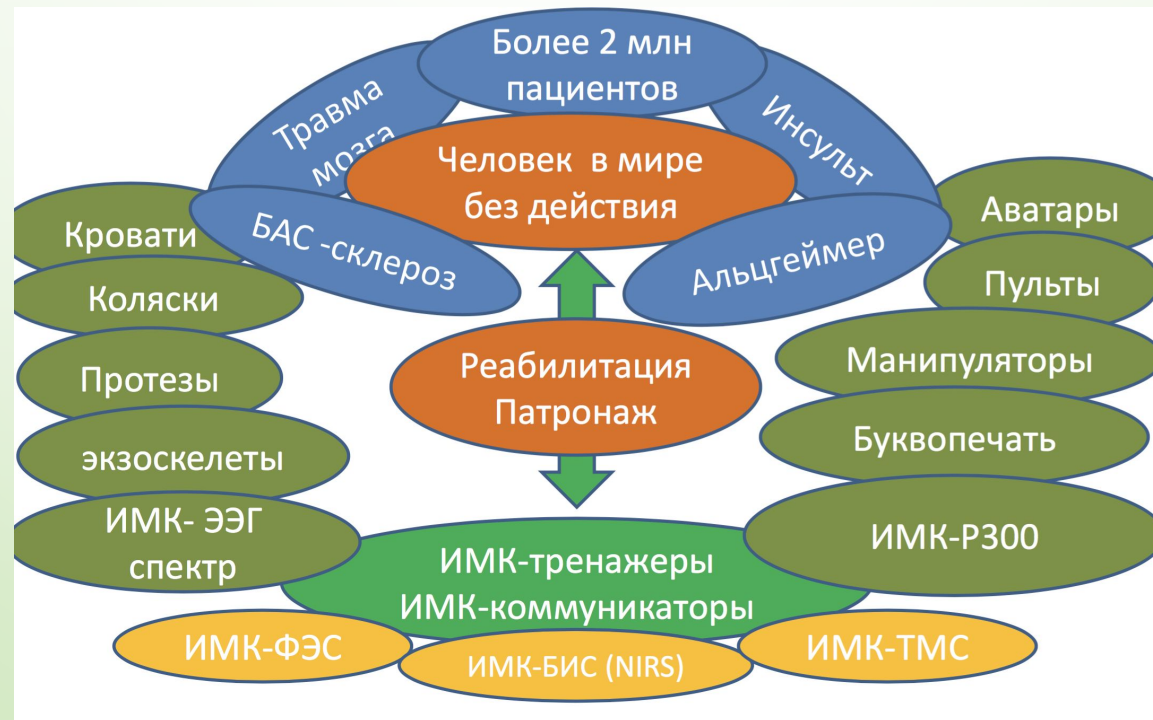 Более 2 млн
пациентов
Травма
мозга
Инсульт
Человек в мире
без действия
БАС -склероз
Альцгеймер
Кровати
Коляски
Протезы
экзоскелеты
ИМК- ЭЭГ
спектр
Реабилитация
Патронаж
Аватары
Пульты
Манипуляторы
Буквопечать
ИМК-P300
ИМК-тренажеры
ИМК-коммуникаторы
ИМК-ФЭС
ИМК-БИС (NIRS)
ИМК-ТМС